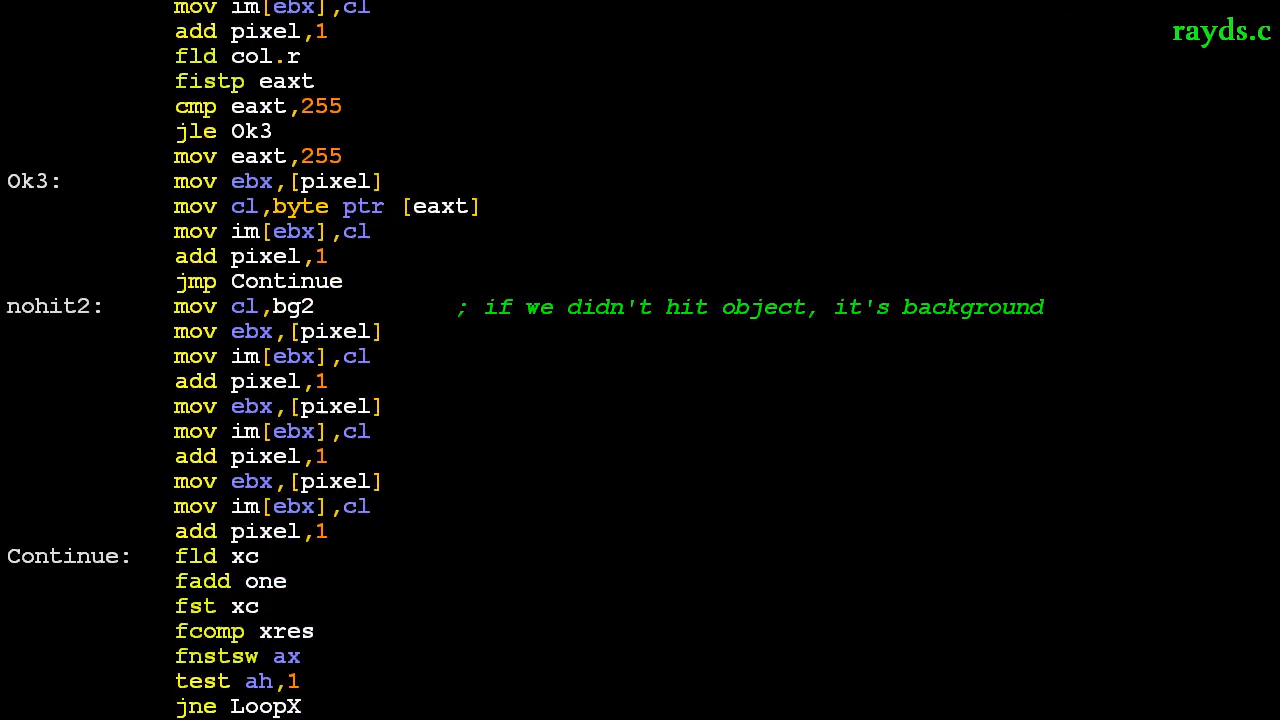 mov im[ebx],cl
rayds.c
add pixel,1
fld col.r
fistp eaxt
cmp eaxt,255
jle Ok3
mov eaxt,255
Ok3: mov ebx,[pixel]
mov cl,byte ptr [eaxt]
mov im[ebx],cl
add pixel,1
jmp Continue
nohit2: mov cl,bg2 ; if we didn't hit object, it's background
mov ebx,[pixel]
mov im[ebx],cl
add pixel,1
mov ebx,[pixel]
mov im[ebx],cl
add pixel,1
mov ebx,[pixel]
mov im[ebx],cl
add pixel,1
Continue: fld xc
fadd one
fst xc
fcomp xres
fnstsw ax
test ah,1
jne LoopX